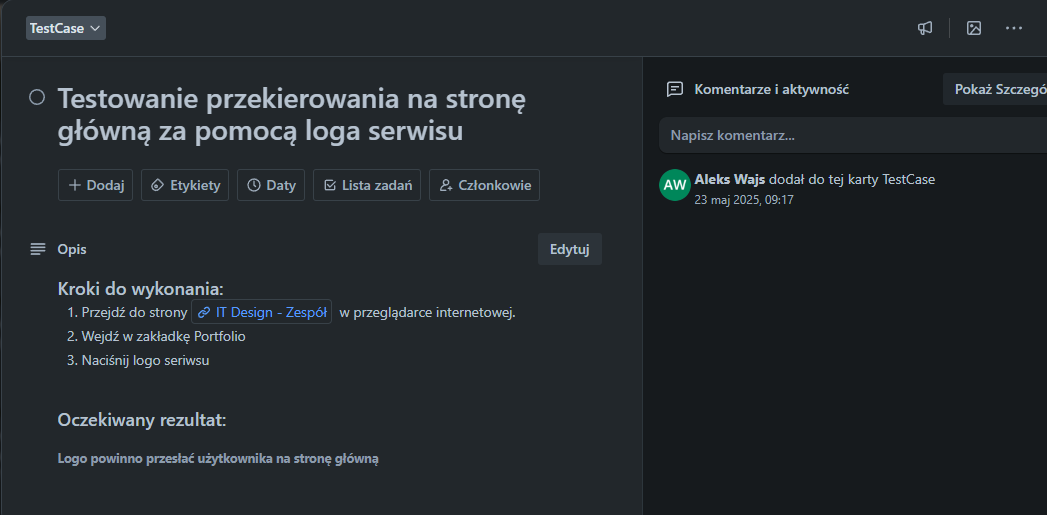 TestCase
Testowanie przekierowania na stronę
główną za pomocą loga serwisu
Dodaj
Etykiety
Daty
Lista zadań
Członkowie
Opis
Edytuj
Kroki do wykonania:
1. Przejdź do strony IT Design - Zespół w przeglądarce internetowej.
2. Wejdź w zakładkę Portfolio
3. Naciśnij logo seriwsu
Oczekiwany rezultat:
Logo powinno przesłać użytkownika na stronę główną
Komentarze i aktywność
Pokaż Szczegó
Napisz komentarz...
AW
Aleks Wajs dodał do tej karty TestCase
23 maj 2025, 09:17